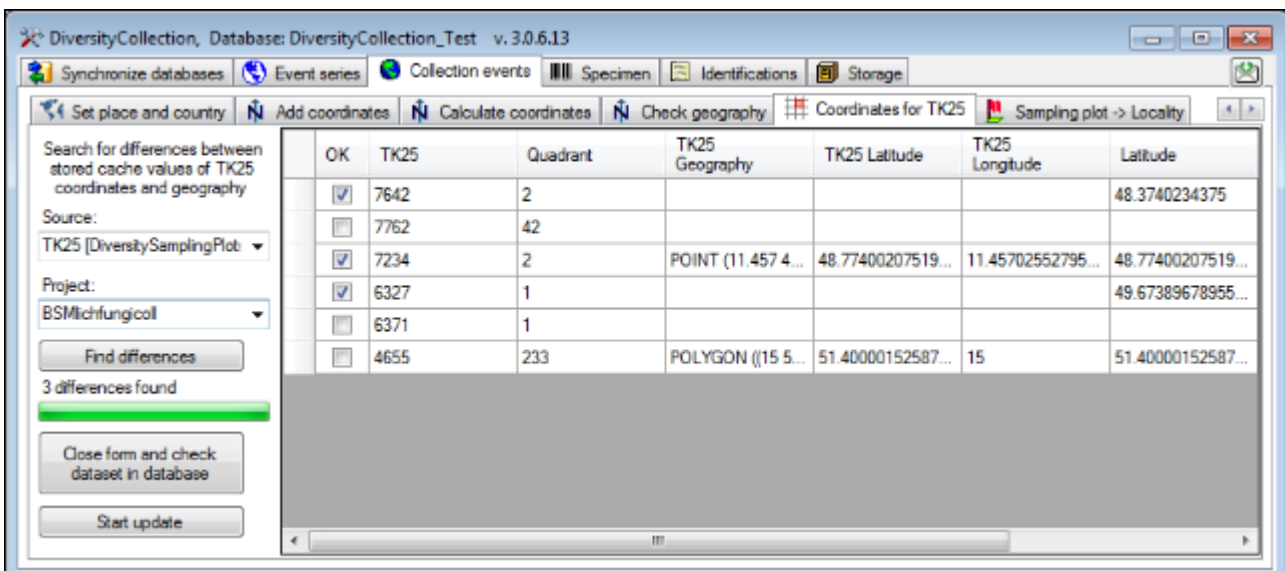 DiversityCollection, Database: DiversityCollection_Test v. 3.0.6.13
Synchronize databases Event series Collection events Specimen Identifications Storage
Set place and country Add coordinates Calculate coordinates Check geography Coordinates for TK25 Sampling plot -> Locality
Search for differences between
stored cache values of TK25
coordinates and geography
Source:
TK25 [DiversitySamplingPlot:
Project:
BSMlichfungicoll
Find differences
3 differences found
Close form and check
dataset in database
Start update
OK TK25 Quadrant TK25 Geography TK25 Latitude TK25 Longitude Latitude
7642 2 48.3740234375
7762 42
7234 2 POINT (11.457 4... 48.77400207519... 11.45702552795... 48.77400207519...
6327 1 49.67389678955...
6371 1
4655 233 POLYGON ((15 5... 51.40000152587... 15 51.40000152587...